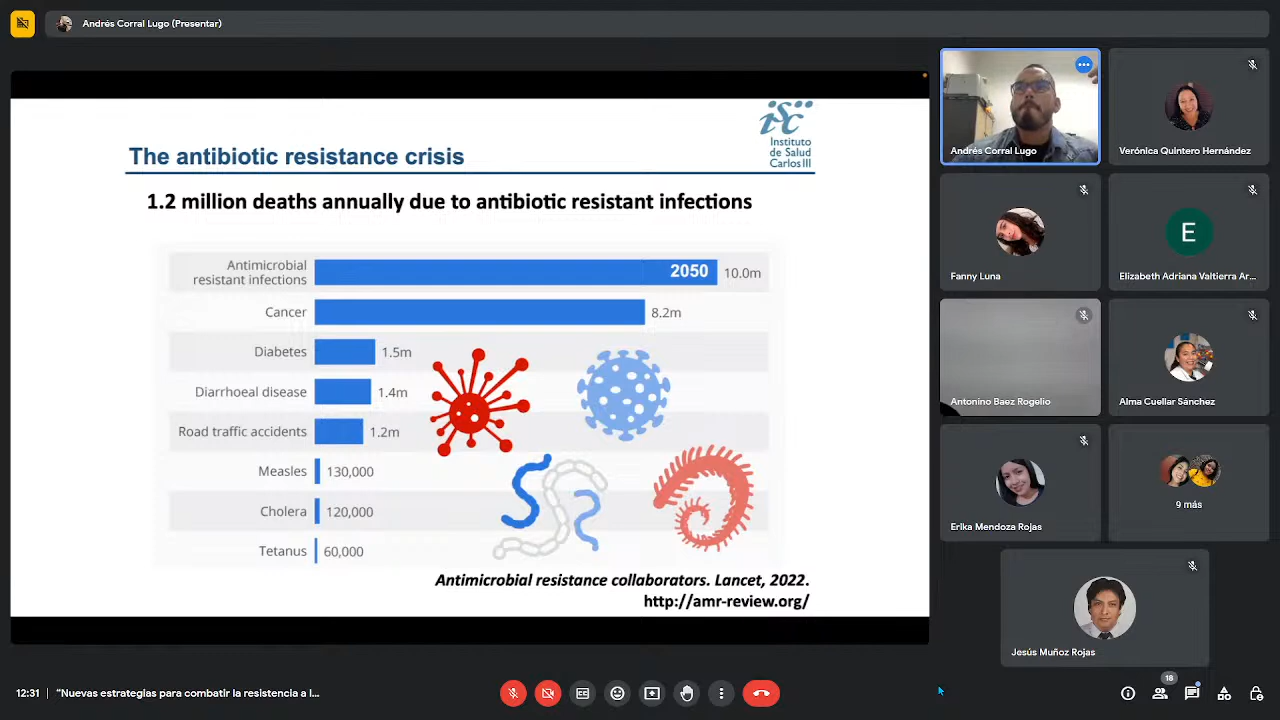 Andrés Corral Lugo (Presentar)
isc
Instituto
de Salud
Carlos III
The antibiotic resistance crisis
1.2 million deaths annually due to antibiotic resistant infections
Antimicrobial
resistant infections
2050
10.0m
Cancer
8.2m
Diabetes
1.5m
Diarrhoeal disease
1.4m
Road traffic accidents
1.2m
Measles
130,000
Cholera
120,000
Tetanus
60,000
Antimicrobial resistance collaborators. Lancet, 2022.
http://amr-review.org/
Andrés Corral Lugo
Verónica Quintero Hernández
Fanny Luna
E
Elizabeth Adriana Valtierra Ar...
Antonino Baez Rogelio
Alma Cuellar Sánchez
Erika Mendoza Rojas
9 más
Jesús Muñoz Rojas
12:31
"Nuevas estrategias para combatir la resistencia a l...
18